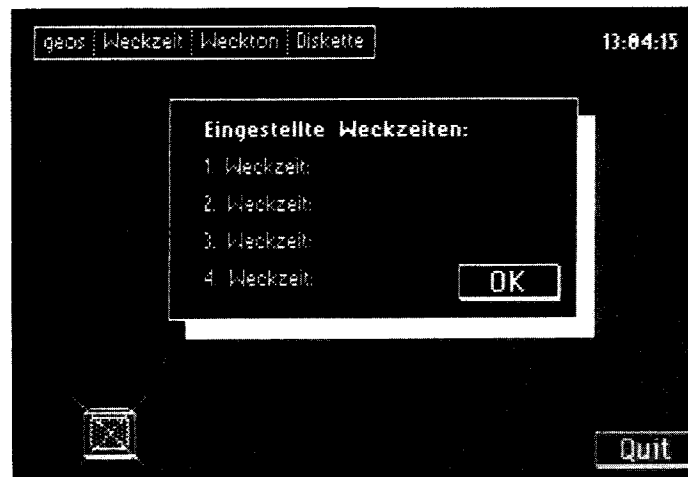 geos Weckzeit Weckton Diskette 13:04:15
Eingestellte Weckzeiten:
1. Weckzeit:
2. Weckzeit:
3. Weckzeit:
4. Weckzeit:
OK
Quit